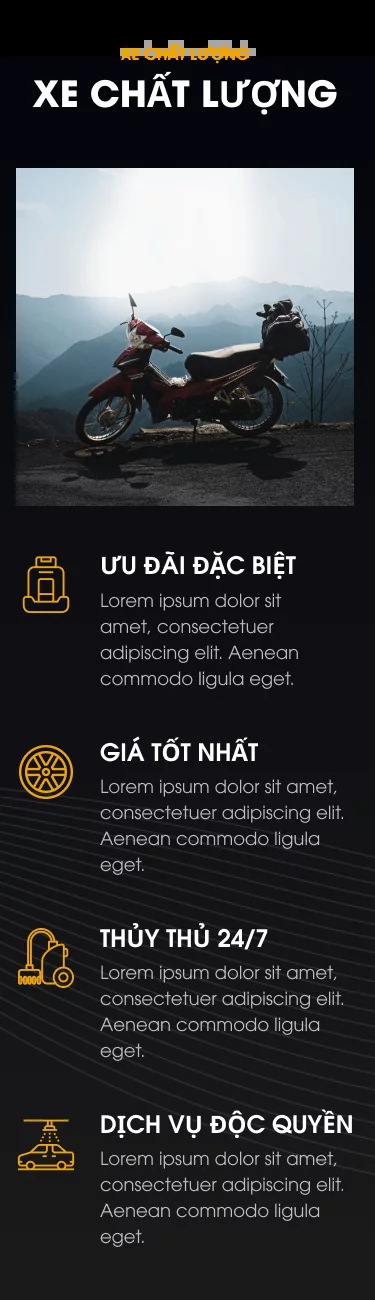 XE CHẤT LƯỢNG
XE CHẤT LƯỢNG
ƯU ĐÃI ĐẶC BIỆT
Lorem ipsum dolor sit
amet, consectetuer
adipiscing elit. Aenean
commodo ligula eget.
GIÁ TỐT NHẤT
Lorem ipsum dolor sit amet,
consectetuer adipiscing elit.
Aenean commodo ligula
eget.
THỦY THỦ 24/7
Lorem ipsum dolor sit amet,
consectetuer adipiscing elit.
Aenean commodo ligula
eget.
DỊCH VỤ ĐỘC QUYỀN
Lorem ipsum dolor sit amet,
consectetuer adipiscing elit.
Aenean commodo ligula
eget.